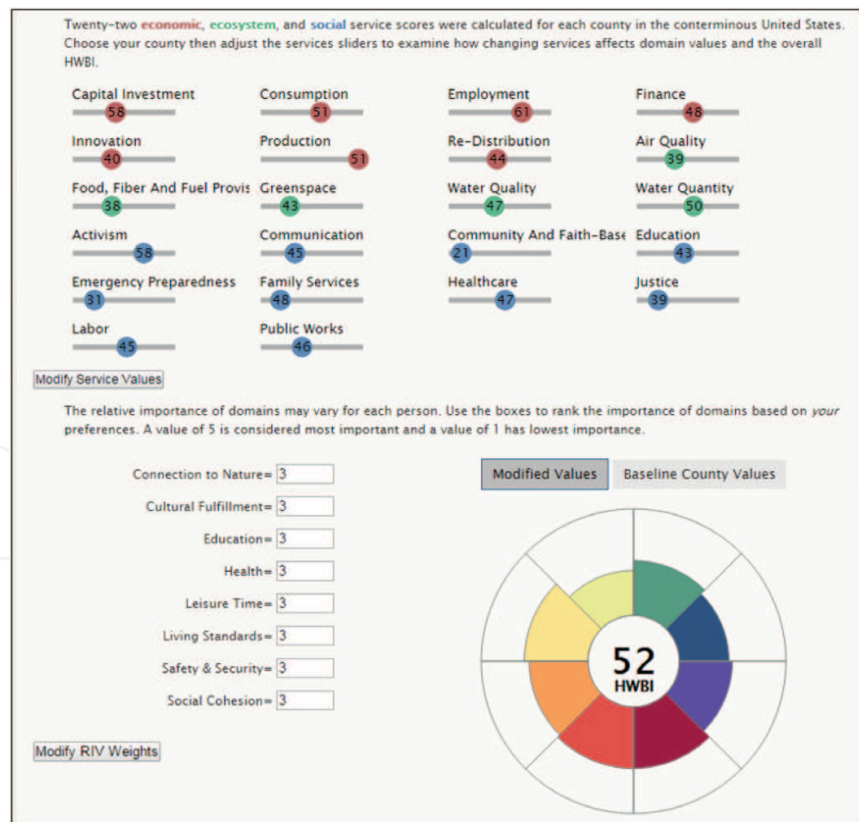 Twenty-two economic, ecosystem, and social service scores were calculated for each county in the conterminous United States.
Choose your county then adjust the services sliders to examine how changing services affects domain values and the overall
HWBI.
Capital Investment Consumption Employment Finance
58 51 61 48
Innovation Production Re-Distribution Air Quality
40 51 44 39
Food, Fiber And Fuel Provis Greenspace Water Quality Water Quantity
38 43 47 50
Activism Communication Community And Faith-Base Education
58 45 21 43
Emergency Preparedness Family Services Healthcare Justice
31 48 47 39
Labor Public Works
45 46
Modify Service Values
The relative importance of domains may vary for each person. Use the boxes to rank the importance of domains based on your
preferences. A value of 5 is considered most important and a value of 1 has lowest importance.
Connection to Nature= 3
Cultural Fulfillment= 3
Education= 3
Health= 3
Leisure Time= 3
Living Standards= 3
Safety & Security= 3
Social Cohesion= 3
Modify RIV Weights
Modified Values Baseline County Values
52
HWBI